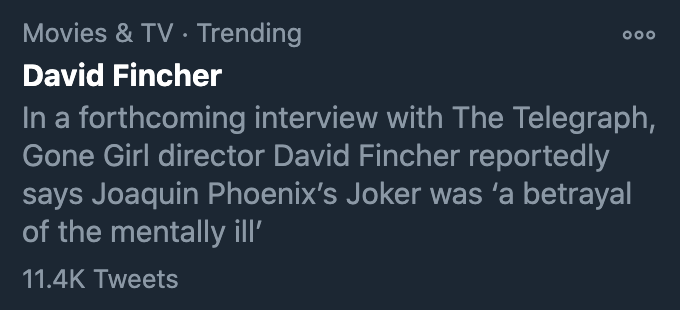 Movies & TV · Trending
David Fincher
In a forthcoming interview with The Telegraph,
Gone Girl director David Fincher reportedly
says Joaquin Phoenix’s Joker was ‘a betrayal
of the mentally ill’
11.4K Tweets